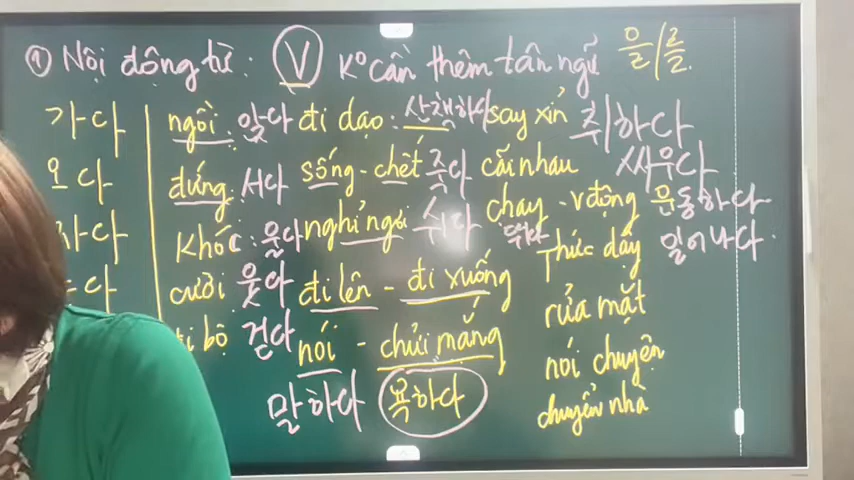 ① Nội động từ : V K° cần thêm tân ngữ 을/를
가다 ngồi : 앉다 đi dạo : 산책하다 say xỉn 취하다
오다 đứng : 서다 sống - chết 죽다 cãi nhau 싸우다
Khóc : 울다 nghỉ ngơi 쉬다 chạy - vđộng 운동하다
cười 웃다 đi lên - đi xuống thức dậy 일어나다
bộ 걷다 nói - chửi mắng rửa mặt
말하다 욕하다 nói chuyện
chuyển nhà